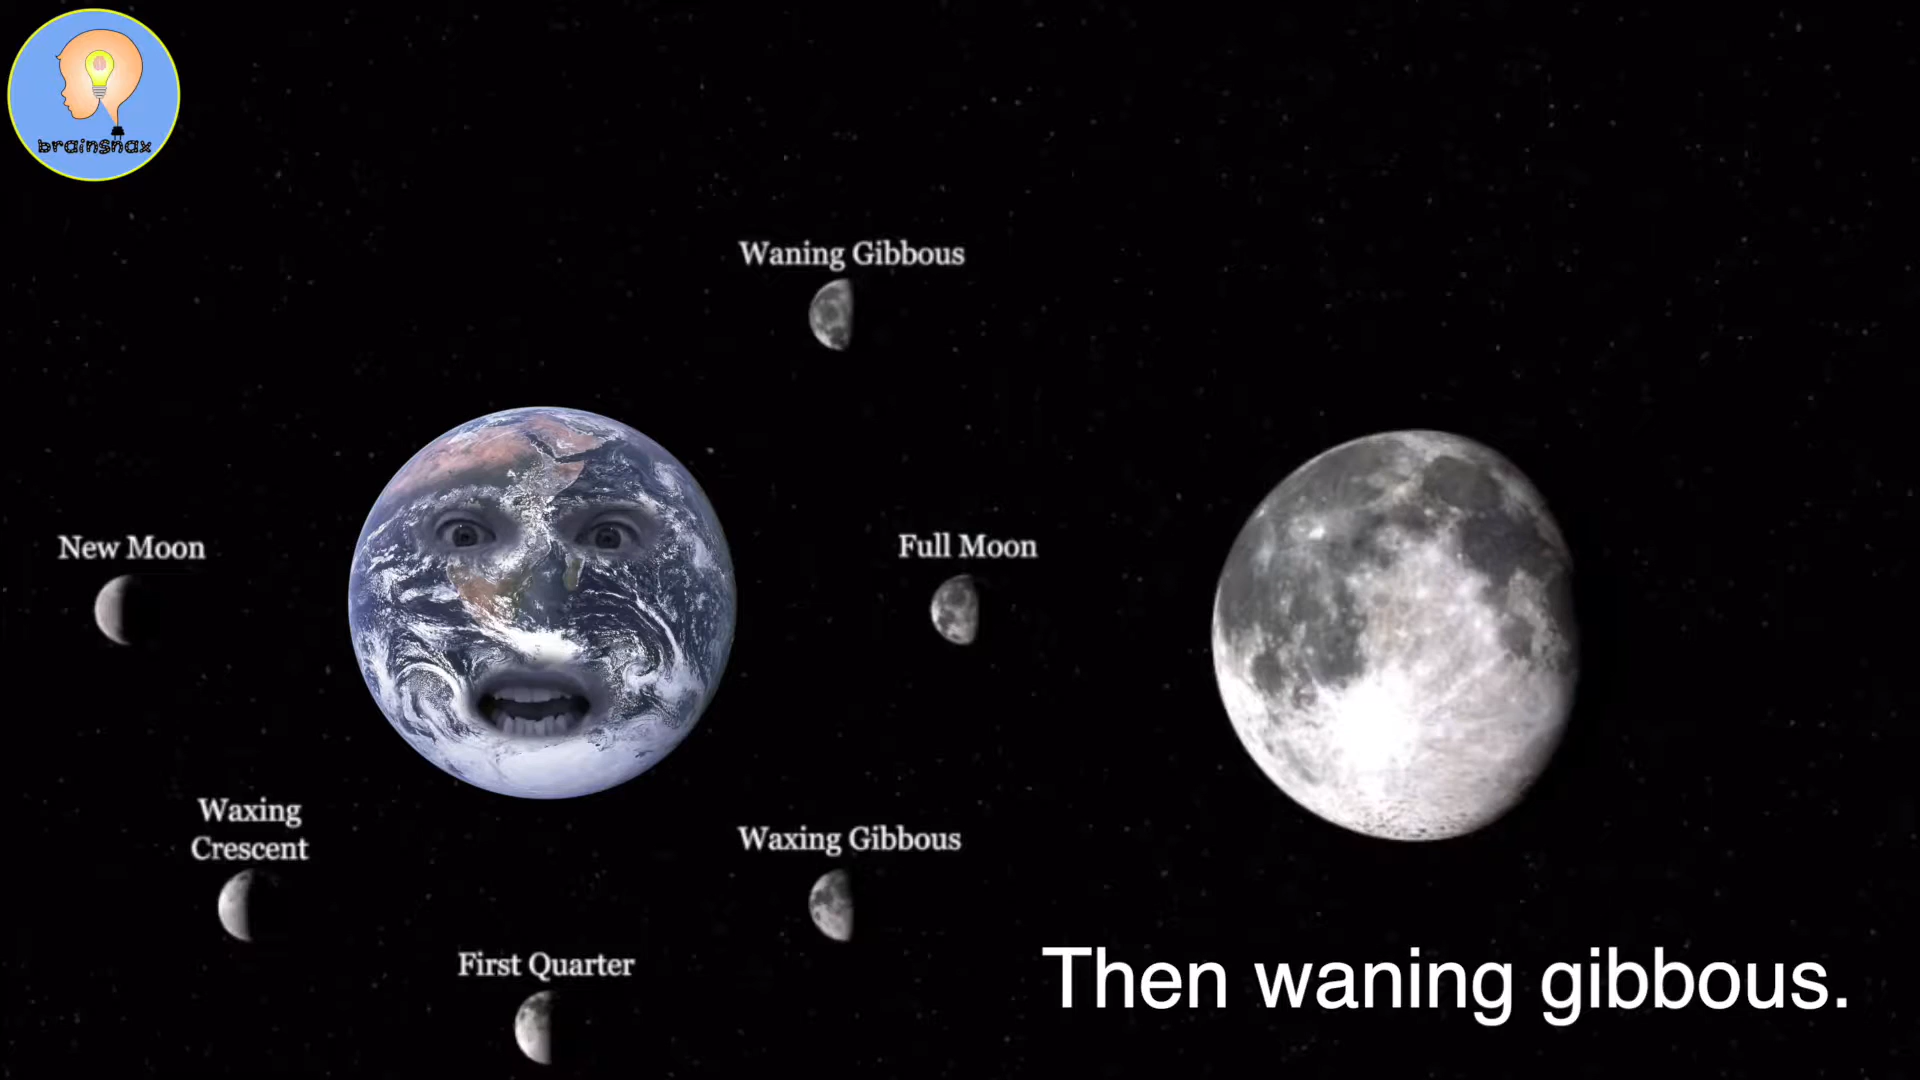 brainsnax
Waning Gibbous
New Moon
Full Moon
Waxing
Crescent
Waxing Gibbous
First Quarter
Then waning gibbous.